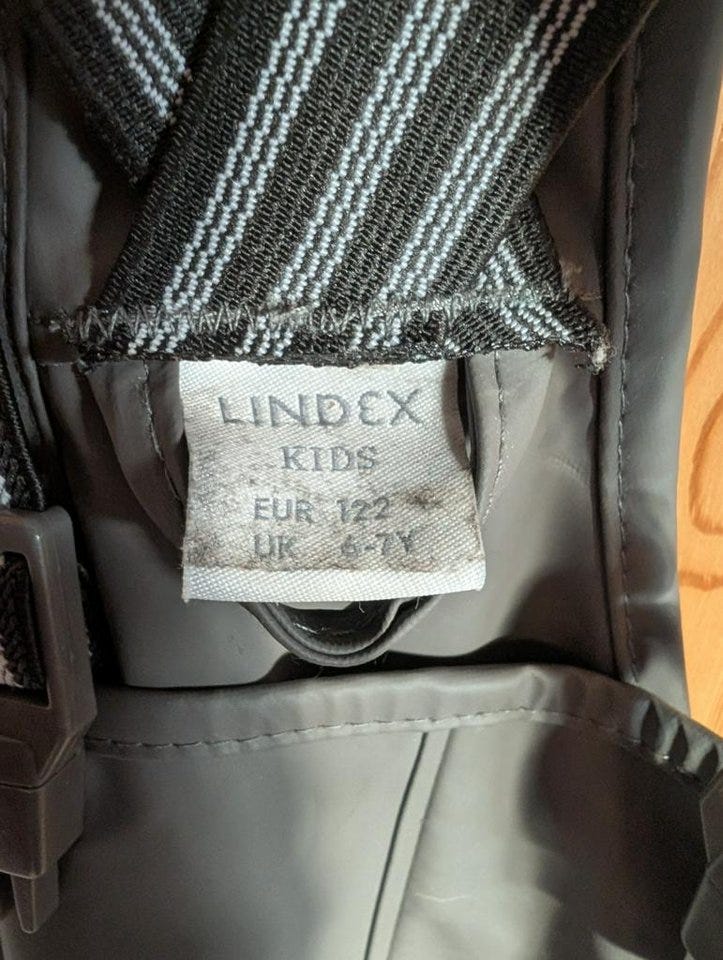 LINDEX
KIDS
EUR 122
UK 6-7Y